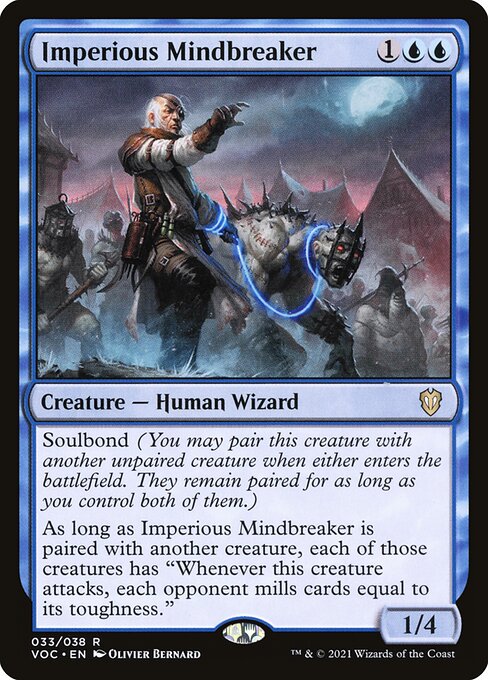 Imperious Mindbreaker 1
Creature — Human Wizard
Soulbond (You may pair this creature with
another unpaired creature when either enters the
battlefield. They remain paired for as long as
you control both of them.)
As long as Imperious Mindbreaker is
paired with another creature, each of those
creatures has “Whenever this creature
attacks, each opponent mills cards equal to
its toughness.”
1/4
033/038 R
VOC • EN Olivier Bernard
™ & © 2021 Wizards of the Coast